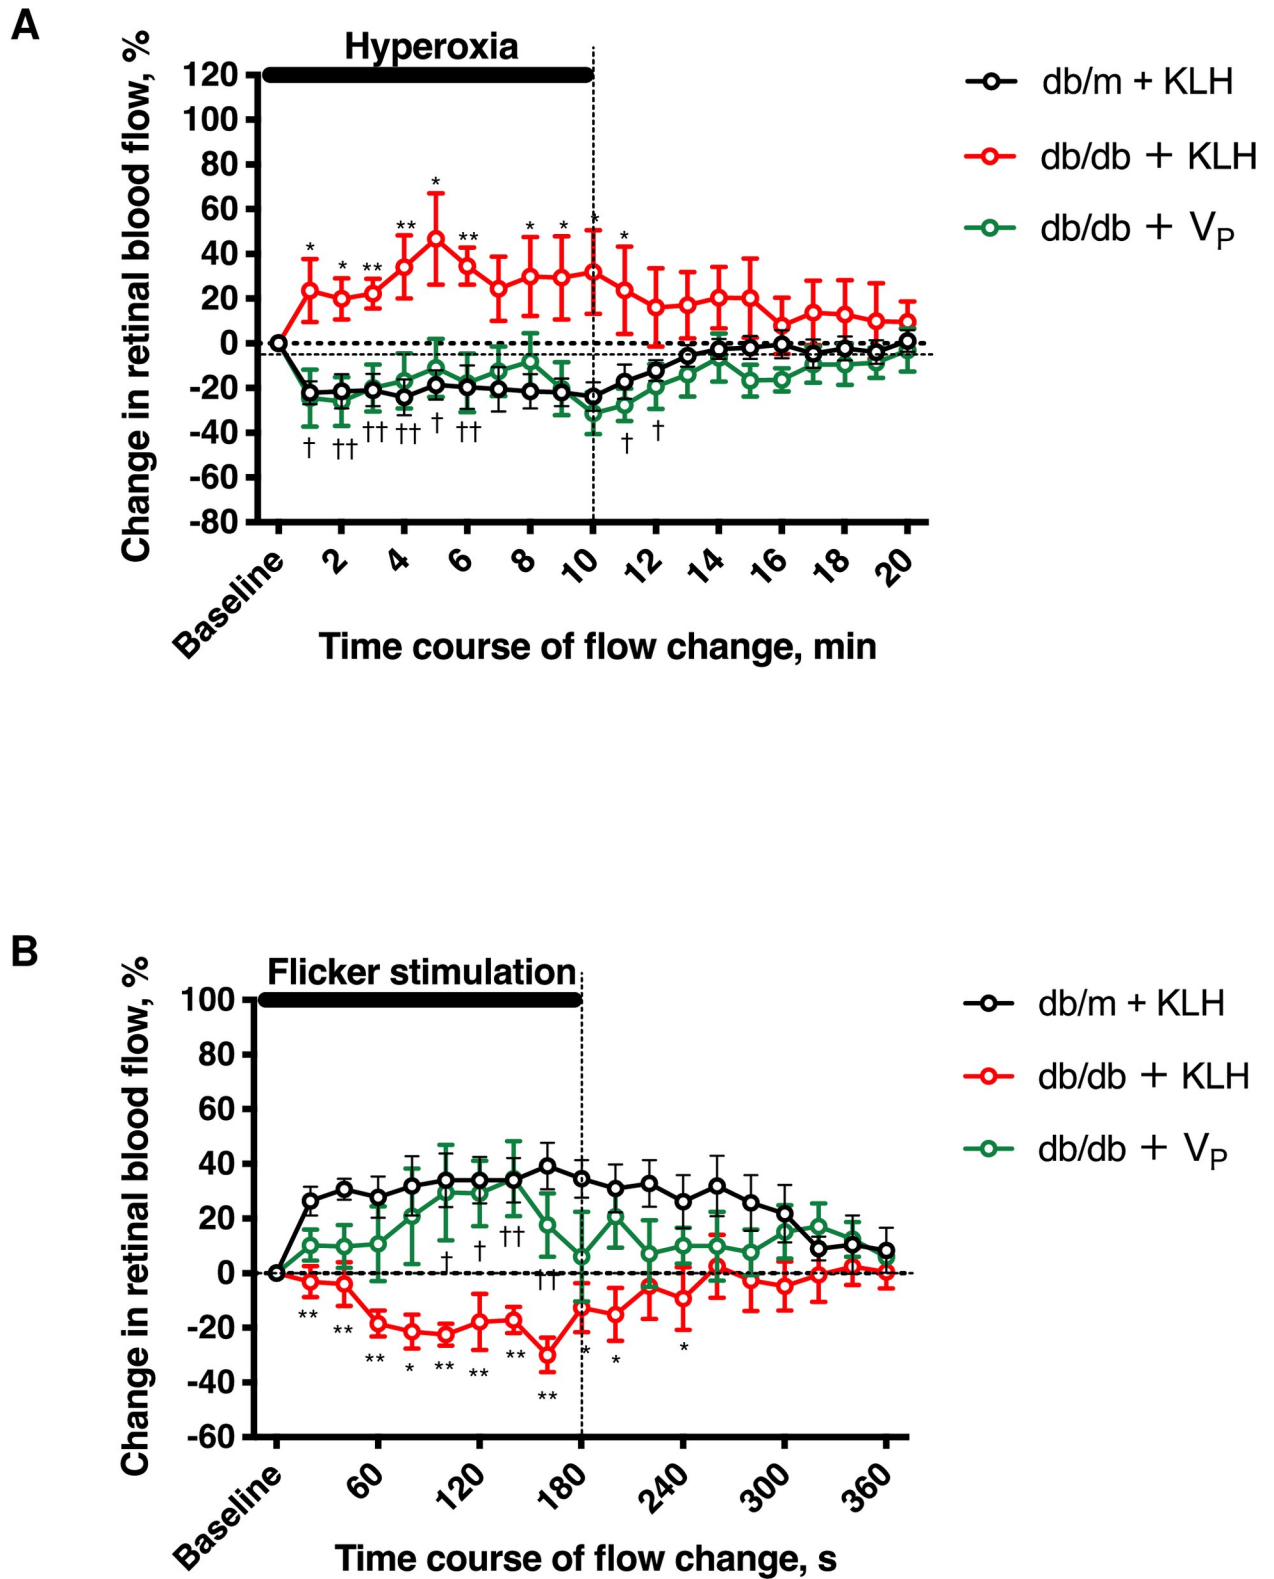 A
Hyperoxia
Change in retinal blood flow, %
120
100
80
60
40
20
0
-20
-40
-60
-80
* * ** ** * ** * * * *
† †† †† †† † †† † †
Baseline 2 4 6 8 10 12 14 16 18 20
Time course of flow change, min
db/m + KLH
db/db + KLH
db/db + VP
B
Flicker stimulation
Change in retinal blood flow, %
100
80
60
40
20
0
-20
-40
-60
† † †† ††
** ** ** * ** ** ** ** * * *
Baseline 60 120 180 240 300 360
Time course of flow change, s
db/m + KLH
db/db + KLH
db/db + VP